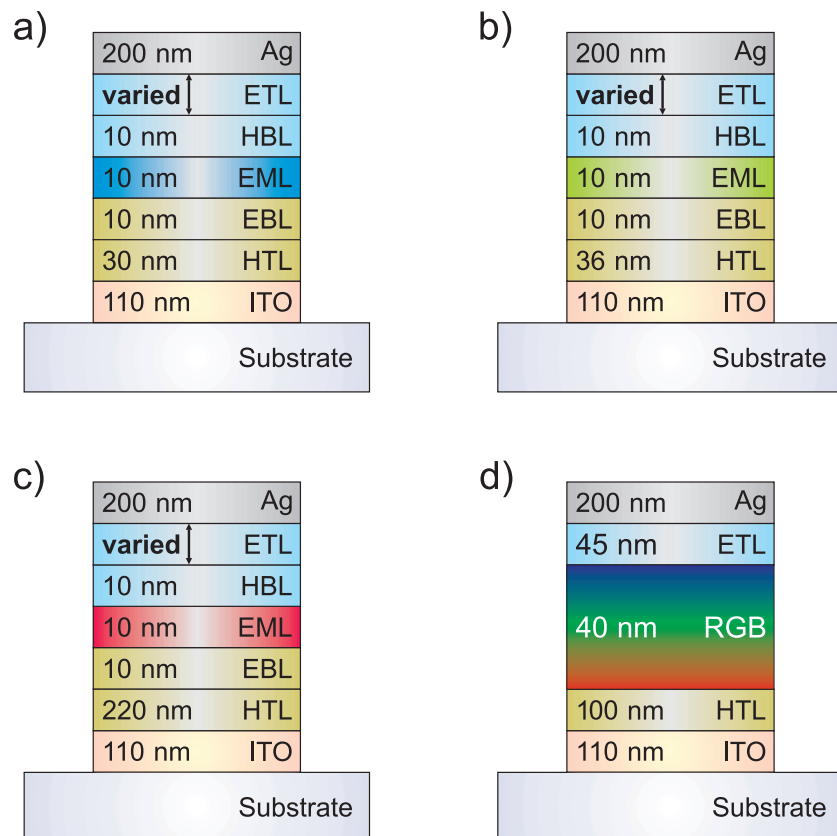 a)
200 nm Ag
varied ETL
10 nm HBL
10 nm EML
10 nm EBL
30 nm HTL
110 nm ITO
Substrate
b)
200 nm Ag
varied ETL
10 nm HBL
10 nm EML
10 nm EBL
36 nm HTL
110 nm ITO
Substrate
c)
200 nm Ag
varied ETL
10 nm HBL
10 nm EML
10 nm EBL
220 nm HTL
110 nm ITO
Substrate
d)
200 nm Ag
45 nm ETL
40 nm RGB
100 nm HTL
110 nm ITO
Substrate